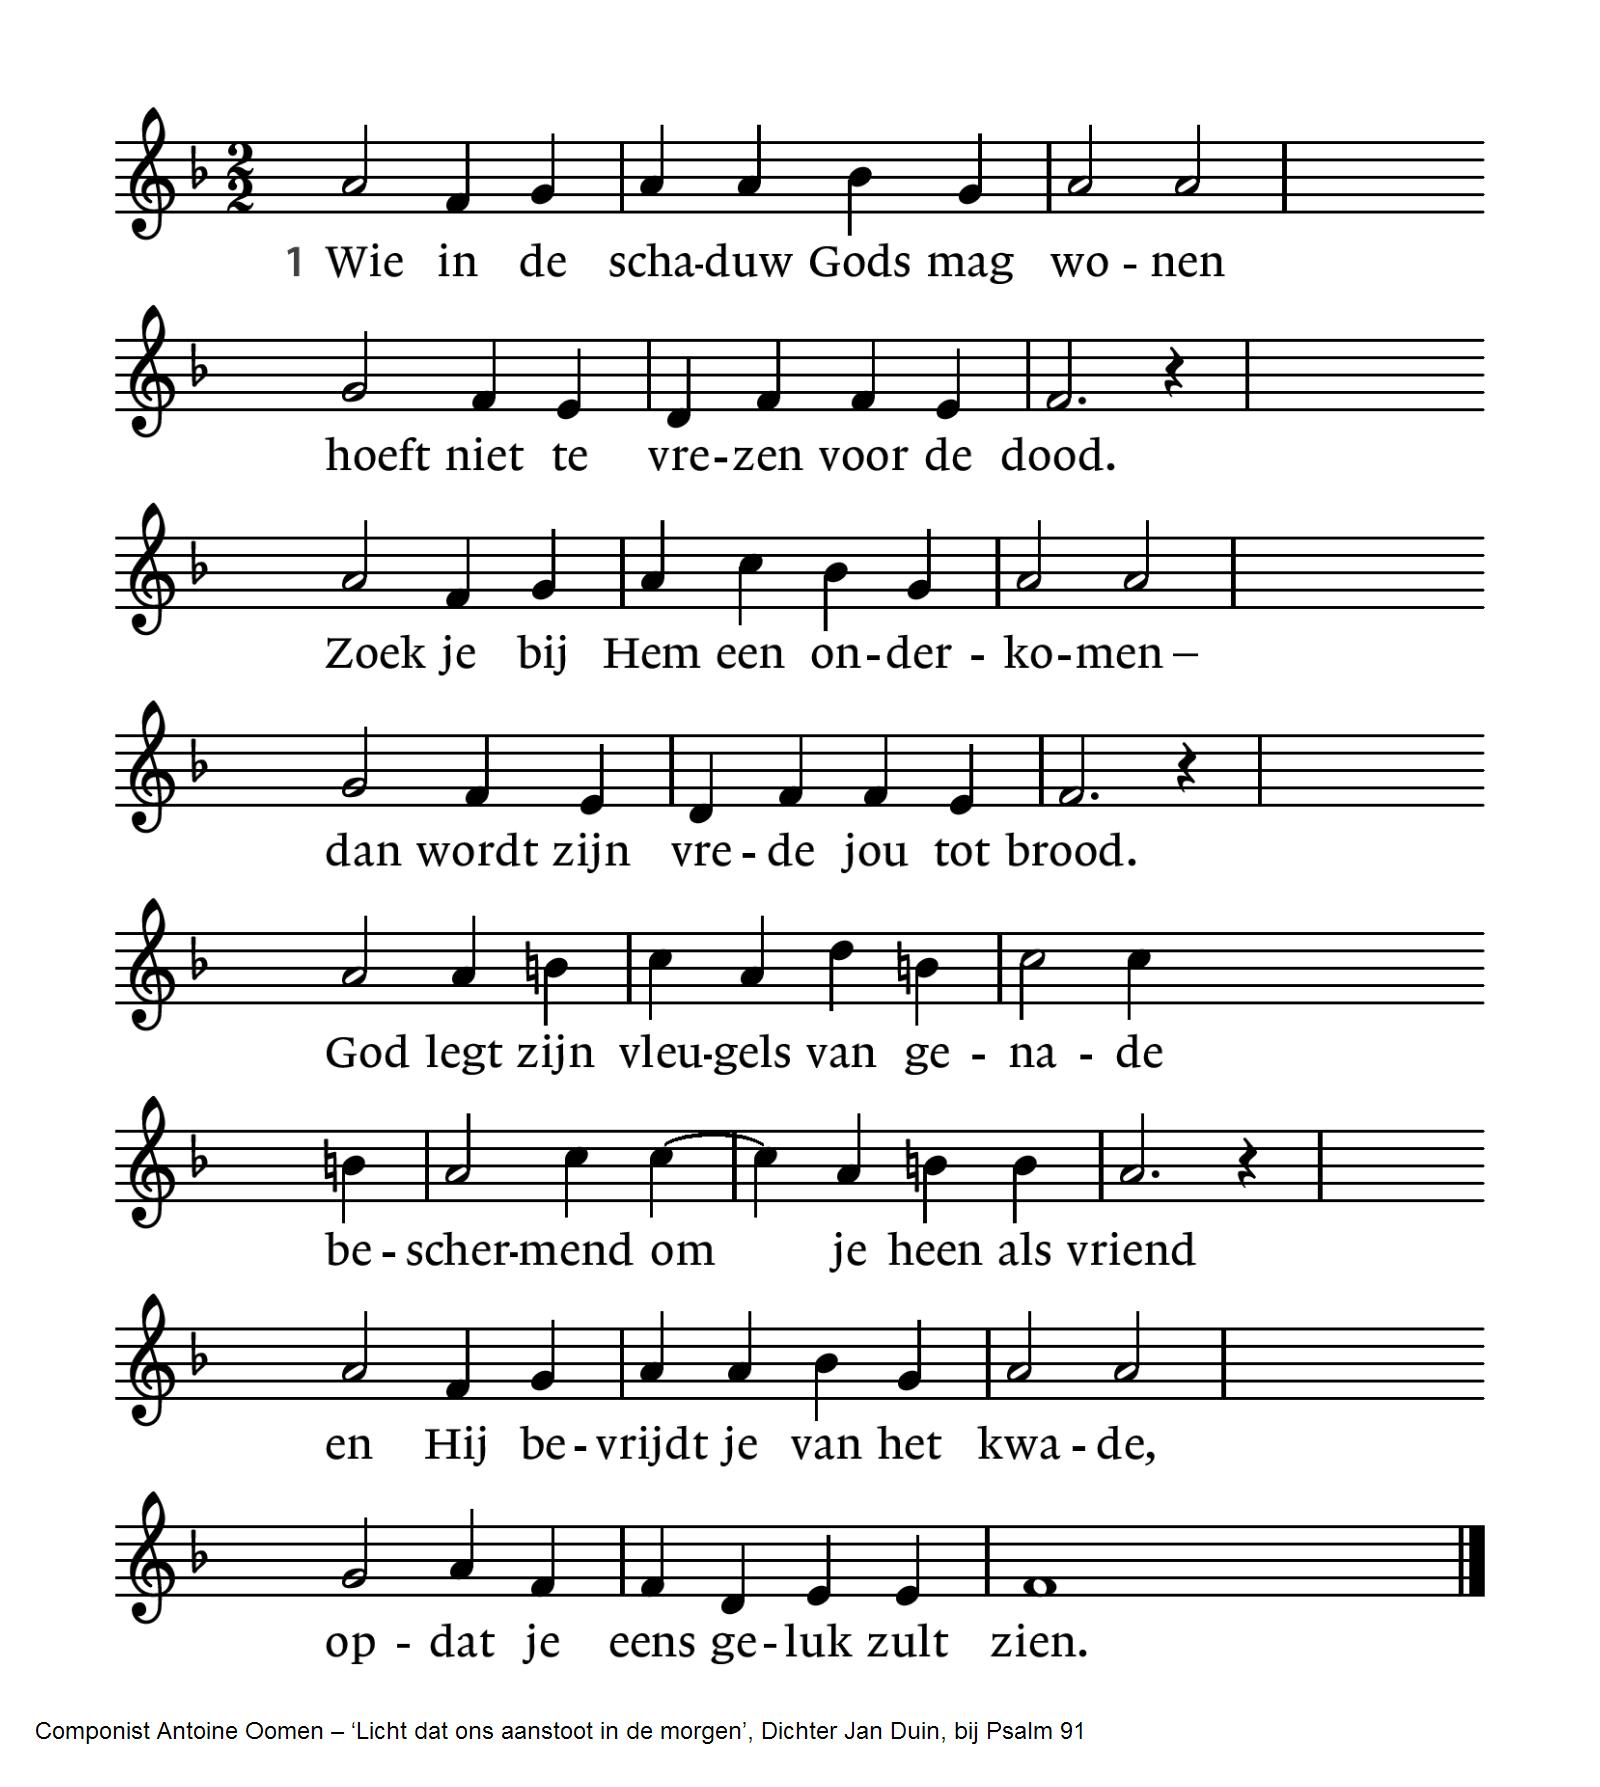 1 Wie in de scha-duw Gods mag wo - nen
hoeft niet te vre-zen voor de dood.
Zoek je bij Hem een on-der - ko-men –
dan wordt zijn vre - de jou tot brood.
God legt zijn vleu-gels van ge - na - de
be - scher-mend om je heen als vriend
en Hij be - vrijdt je van het kwa - de,
op - dat je eens ge - luk zult zien.
Componist Antoine Oomen – ‘Licht dat ons aanstoot in de morgen’, Dichter Jan Duin, bij Psalm 91